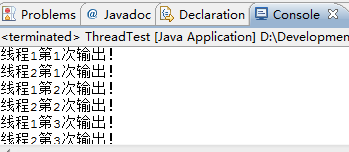 Problems @ Javadoc Declaration Console
<terminated> ThreadTest [Java Application] D:\Developmen
线程1第1次输出!
线程2第1次输出!
线程1第2次输出!
线程2第2次输出!
线程1第3次输出!
线程2第3次输出!